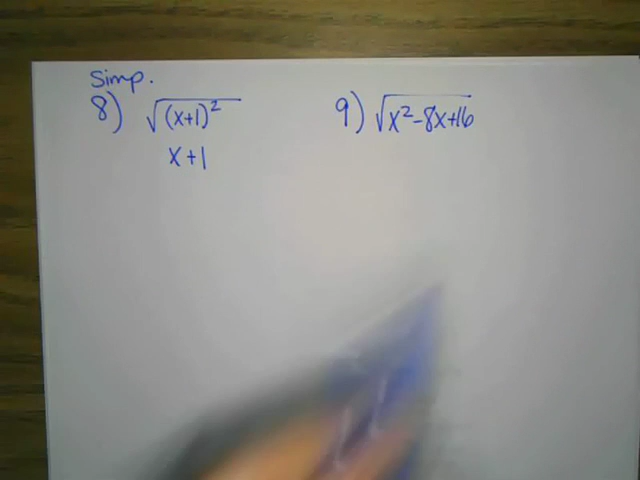 Simp.
8) √(x+1)²
x+1
9) √x²-8x+16